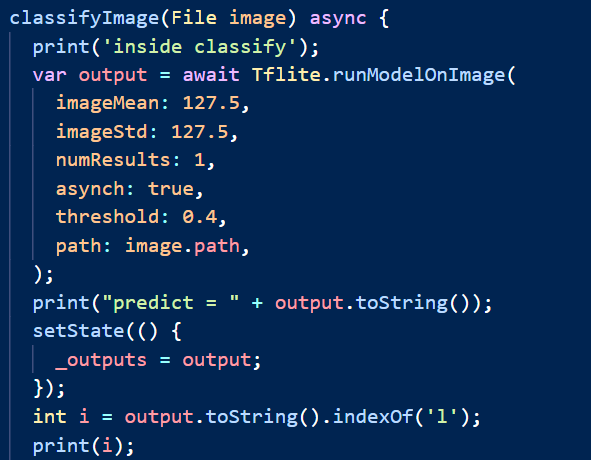 classifyImage(File image) async {
  print('inside classify');
  var output = await Tflite.runModelOnImage(
    imageMean: 127.5,
    imageStd: 127.5,
    numResults: 1,
    asynch: true,
    threshold: 0.4,
    path: image.path,
  );
  print("predict = " + output.toString());
  setState(() {
    _outputs = output;
  });
  int i = output.toString().indexOf('l');
  print(i);